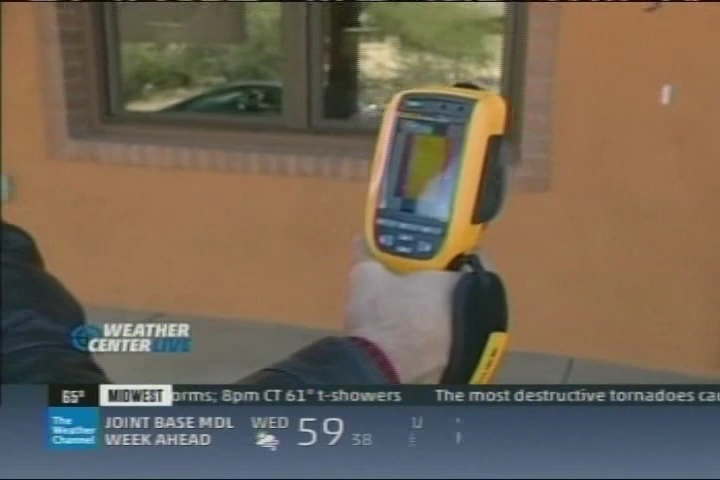 WEATHER
CENTER LIVE
65° MIDWEST orms; 8pm CT 61° t-showers The most destructive tornadoes
The
Weather
Channel
JOINT BASE MDL
WEEK AHEAD
WED
59 38